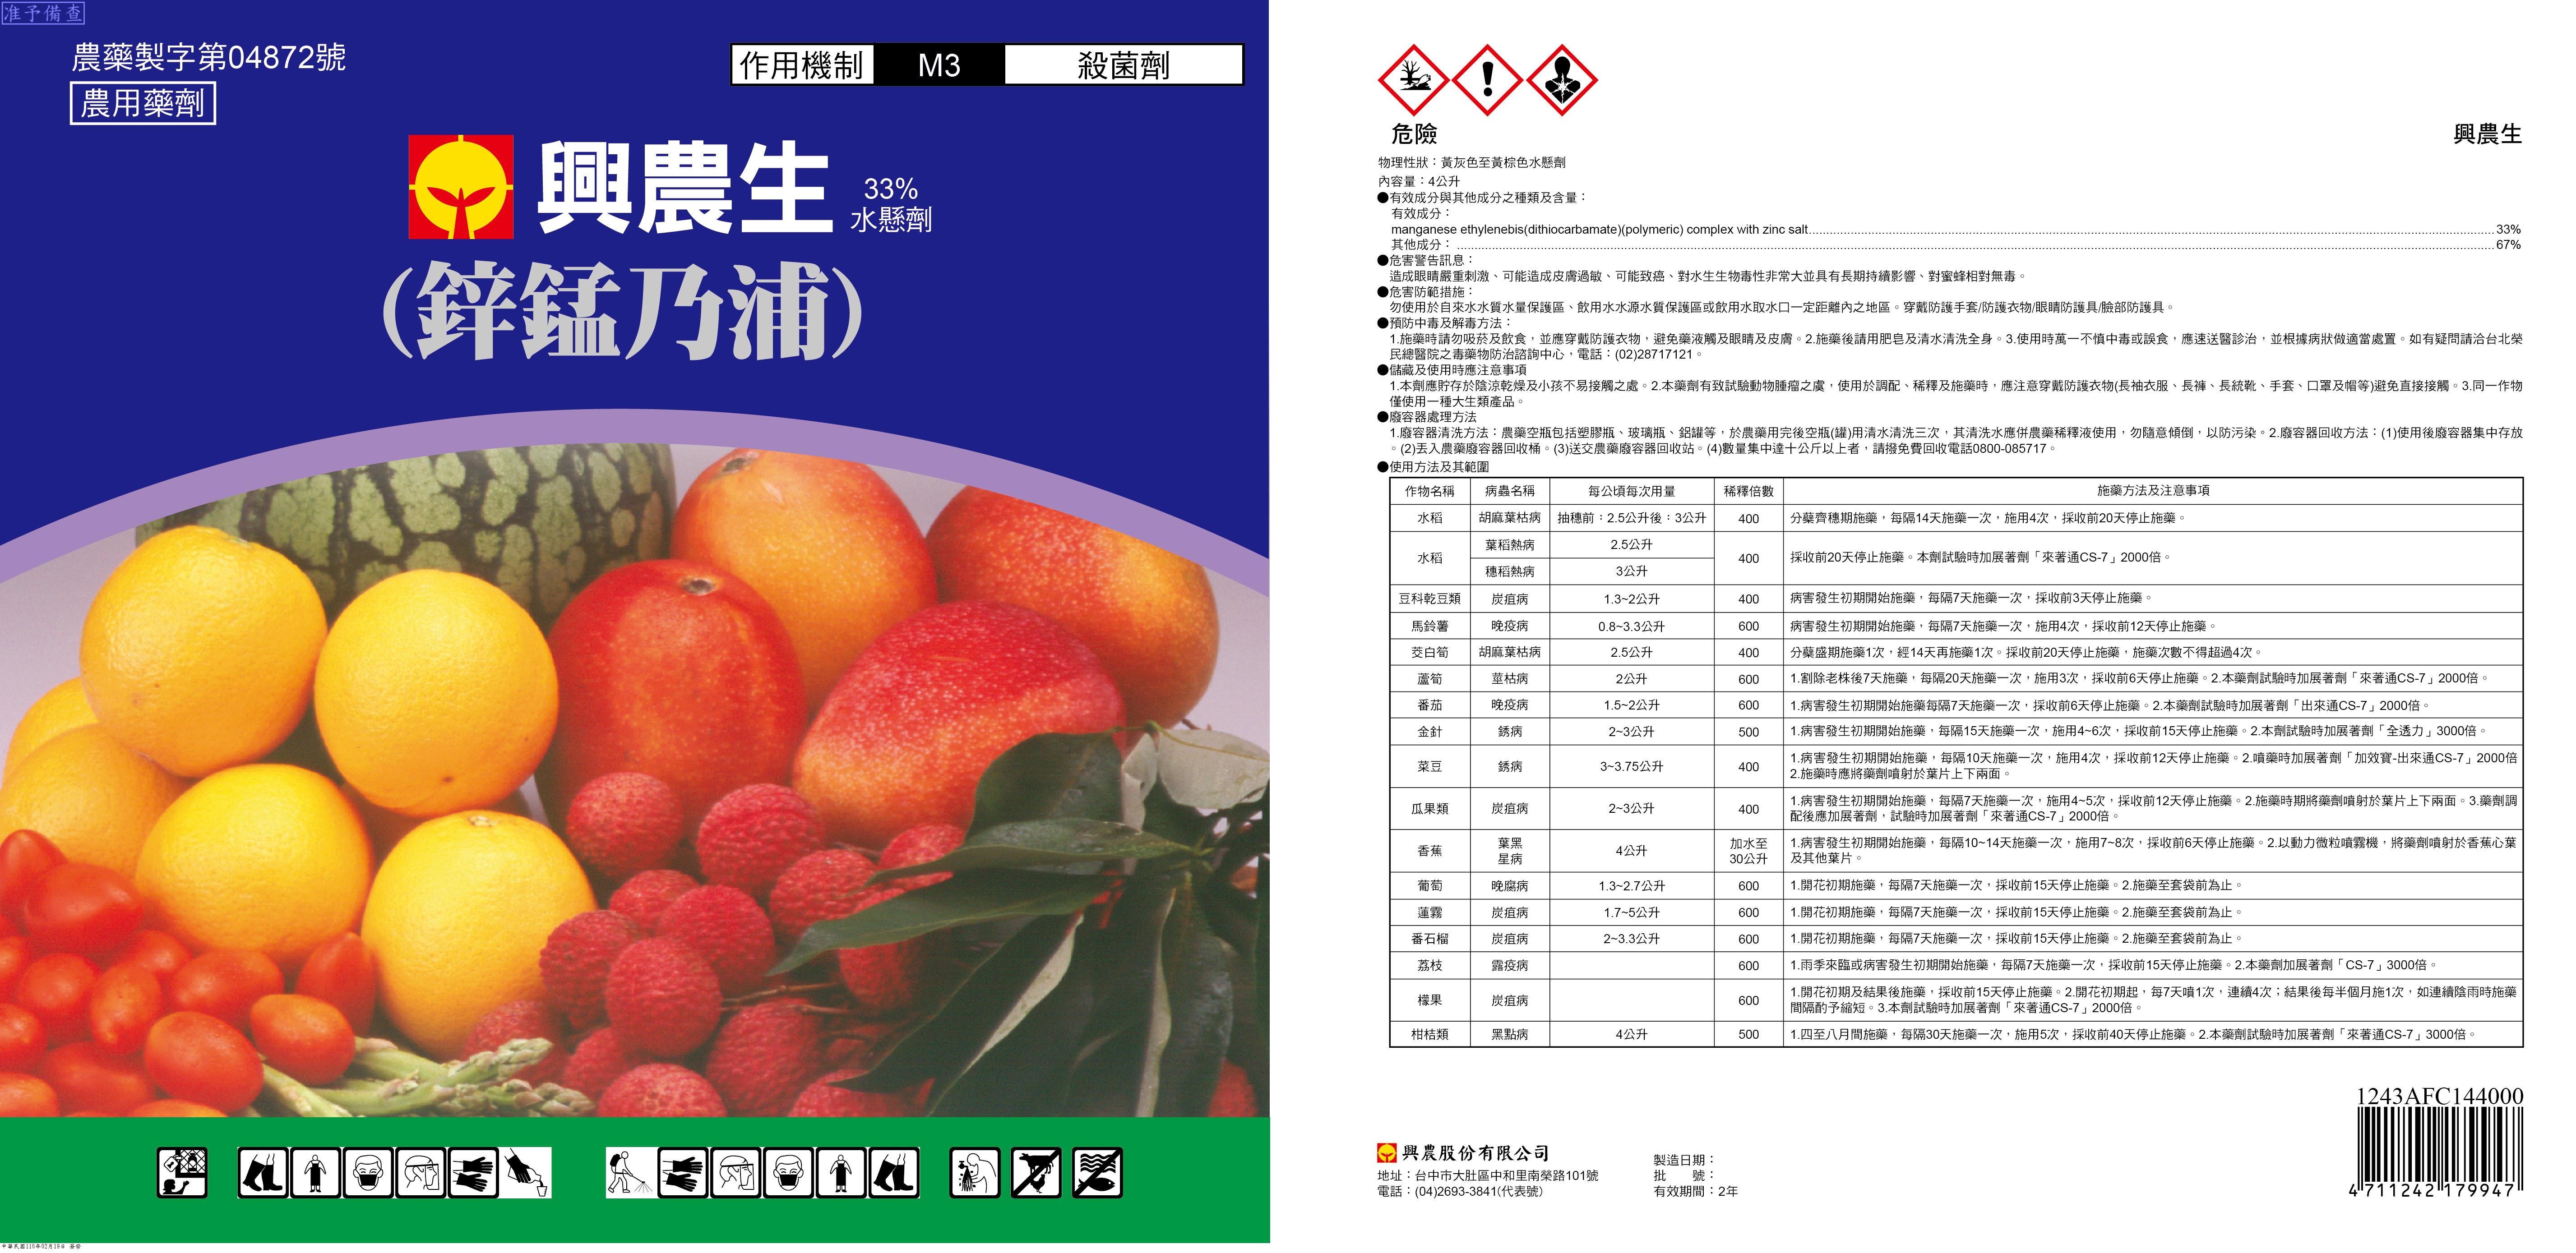 准予備查
農藥製字第04872號
農用藥劑
作用機制 M3 殺菌劑
興農生
33%
水懸劑
(鋅錳乃浦)
危險
興農生
物理性狀：黃灰色至黃棕色水懸劑
內容量：4公升
●有效成分與其他成分之種類及含量：
有效成分：
manganese ethylenebis(dithiocarbamate)(polymeric) complex with zinc salt 33%
其他成分： 67%
●危害警告訊息：
造成眼睛嚴重刺激、可能造成皮膚過敏、可能致癌、對水生生物毒性非常大並具有長期持續影響、對蜜蜂相對無毒。
●危害防範措施：
勿使用於自來水水質水量保護區、飲用水水源水質保護區或飲用水取水口一定距離內之地區。穿戴防護手套/防護衣物/眼睛防護具/臉部防護具。
●預防中毒及解毒方法：
1.施藥時請勿吸菸及飲食，並應穿戴防護衣物，避免藥液觸及眼睛及皮膚。2.施藥後請用肥皂及清水清洗全身。3.使用時萬一不慎中毒或誤食，應速送醫診治，並根據病狀做適當處置。如有疑問請洽台北榮
民總醫院之毒藥物防治諮詢中心，電話：(02)28717121。
●儲藏及使用時應注意事項
1.本劑應貯存於陰涼乾燥及小孩不易接觸之處。2.本藥劑有致試驗動物腫瘤之虞，使用於調配、稀釋及施藥時，應注意穿戴防護衣物(長袖衣服、長褲、長統靴、手套、口罩及帽等)避免直接接觸。3.同一作物
僅使用一種大生類產品。
●廢容器處理方法
1.廢容器清洗方法：農藥空瓶包括塑膠瓶、玻璃瓶、鋁罐等，於農藥用完後空瓶(罐)用清水清洗三次，其清洗水應併農藥稀釋液使用，勿隨意傾倒，以防污染。2.廢容器回收方法：(1)使用後廢容器集中存放
。(2)丟入農藥廢容器回收桶。(3)送交農藥廢容器回收站。(4)數量集中達十公斤以上者，請撥免費回收電話0800-085717。
●使用方法及其範圍
作物名稱 病蟲名稱 每公頃每次用量 稀釋倍數 施藥方法及注意事項
水稻 胡麻葉枯病 抽穗前：2.5公升後：3公升 400 分蘗齊穗期施藥，每隔14天施藥一次，施用4次，採收前20天停止施藥。
水稻 葉稻熱病 2.5公升 400 採收前20天停止施藥。本劑試驗時加展著劑「來著通CS-7」2000倍。
穗稻熱病 3公升
豆科乾豆類 炭疽病 1.3~2公升 400 病害發生初期開始施藥，每隔7天施藥一次，採收前3天停止施藥。
馬鈴薯 晚疫病 0.8~3.3公升 600 病害發生初期開始施藥，每隔7天施藥一次，施用4次，採收前12天停止施藥。
茭白筍 胡麻葉枯病 2.5公升 400 分蘗盛期施藥1次，經14天再施藥1次。採收前20天停止施藥，施藥次數不得超過4次。
蘆筍 莖枯病 2公升 600 1.割除老株後7天施藥，每隔20天施藥一次，施用3次，採收前6天停止施藥。2.本藥劑試驗時加展著劑「來著通CS-7」2000倍。
番茄 晚疫病 1.5~2公升 600 1.病害發生初期開始施藥每隔7天施藥一次，採收前6天停止施藥。2.本藥劑試驗時加展著劑「出來通CS-7」2000倍。
金針 銹病 2~3公升 500 1.病害發生初期開始施藥，每隔15天施藥一次，施用4~6次，採收前15天停止施藥。2.本劑試驗時加展著劑「全透力」3000倍。
菜豆 銹病 3~3.75公升 400 1.病害發生初期開始施藥，每隔10天施藥一次，施用4次，採收前12天停止施藥。2.噴藥時加展著劑「加效寶-出來通CS-7」2000倍
2.施藥時應將藥劑噴射於葉片上下兩面。
瓜果類 炭疽病 2~3公升 400 1.病害發生初期開始施藥，每隔7天施藥一次，施用4~5次，採收前12天停止施藥。2.施藥時期將藥劑噴射於葉片上下兩面。3.藥劑調
配後應加展著劑，試驗時加展著劑「來著通CS-7」2000倍。
香蕉 葉黑星病 4公升 加水至30公升 1.病害發生初期開始施藥，每隔10~14天施藥一次，施用7~8次，採收前6天停止施藥。2.以動力微粒噴霧機，將藥劑噴射於香蕉心葉
及其他葉片。
葡萄 晚腐病 1.3~2.7公升 600 1.開花初期施藥，每隔7天施藥一次，採收前15天停止施藥。2.施藥至套袋前為止。
蓮霧 炭疽病 1.7~5公升 600 1.開花初期施藥，每隔7天施藥一次，採收前15天停止施藥。2.施藥至套袋前為止。
番石榴 炭疽病 2~3.3公升 600 1.開花初期施藥，每隔7天施藥一次，採收前15天停止施藥。2.施藥至套袋前為止。
荔枝 露疫病 600 1.雨季來臨或病害發生初期開始施藥，每隔7天施藥一次，採收前15天停止施藥。2.本藥劑加展著劑「CS-7」3000倍。
檬果 炭疽病 600 1.開花初期及結果後施藥，採收前15天停止施藥。2.開花初期起，每7天噴1次，連續4次；結果後每半個月施1次，如連續陰雨時施藥
間隔酌予縮短。3.本劑試驗時加展著劑「來著通CS-7」2000倍。
柑桔類 黑點病 4公升 500 1.四至八月間施藥，每隔30天施藥一次，施用5次，採收前40天停止施藥。2.本藥劑試驗時加展著劑「來著通CS-7」3000倍。
1243AFC144000
4 711242 179947
興農股份有限公司
地址：台中市大肚區中和里南榮路101號
電話：(04)2693-3841(代表號)
製造日期：
批　　號：
有效期間：2年